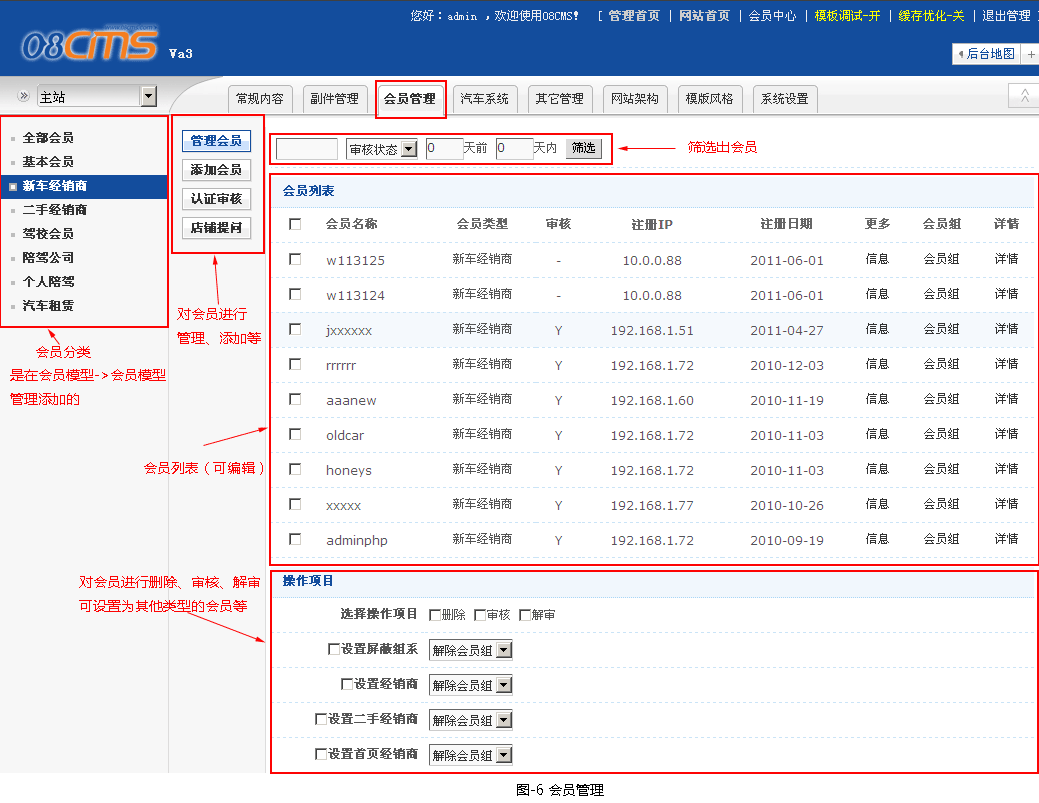 您好：admin ，欢迎使用08CMS! [ 管理首页 | 网站首页 | 会员中心 | 模板调试-开 | 缓存优化-关 | 退出管理 ]
08CMS Va3
后台地图 +
主站
常规内容 副件管理 会员管理 汽车系统 其它管理 网站架构 模版风格 系统设置
全部会员
基本会员
新车经销商
二手经销商
驾校会员
陪驾公司
个人陪驾
汽车租赁
会员分类
是在会员模型->会员模型
管理添加的
管理会员
添加会员
认证审核
店铺提问
对会员进行
管理、添加等
审核状态 0 天前 0 天内 筛选
筛选出会员
会员列表
会员名称 会员类型 审核 注册IP 注册日期 更多 会员组 详情
w113125 新车经销商 - 10.0.0.88 2011-06-01 信息 会员组 详情
w113124 新车经销商 - 10.0.0.88 2011-06-01 信息 会员组 详情
jxxxxxx 新车经销商 Y 192.168.1.51 2011-04-27 信息 会员组 详情
rrrrrr 新车经销商 Y 192.168.1.72 2010-12-03 信息 会员组 详情
aaanew 新车经销商 Y 192.168.1.60 2010-11-19 信息 会员组 详情
oldcar 新车经销商 Y 192.168.1.72 2010-11-03 信息 会员组 详情
honeys 新车经销商 Y 192.168.1.72 2010-11-03 信息 会员组 详情
xxxxx 新车经销商 Y 192.168.1.77 2010-10-26 信息 会员组 详情
adminphp 新车经销商 Y 192.168.1.72 2010-09-19 信息 会员组 详情
会员列表（可编辑）
对会员进行删除、审核、解审
可设置为其他类型的会员等
操作项目
选择操作项目 删除 审核 解审
设置屏蔽组系 解除会员组
设置经销商 解除会员组
设置二手经销商 解除会员组
设置首页经销商 解除会员组
图-6 会员管理